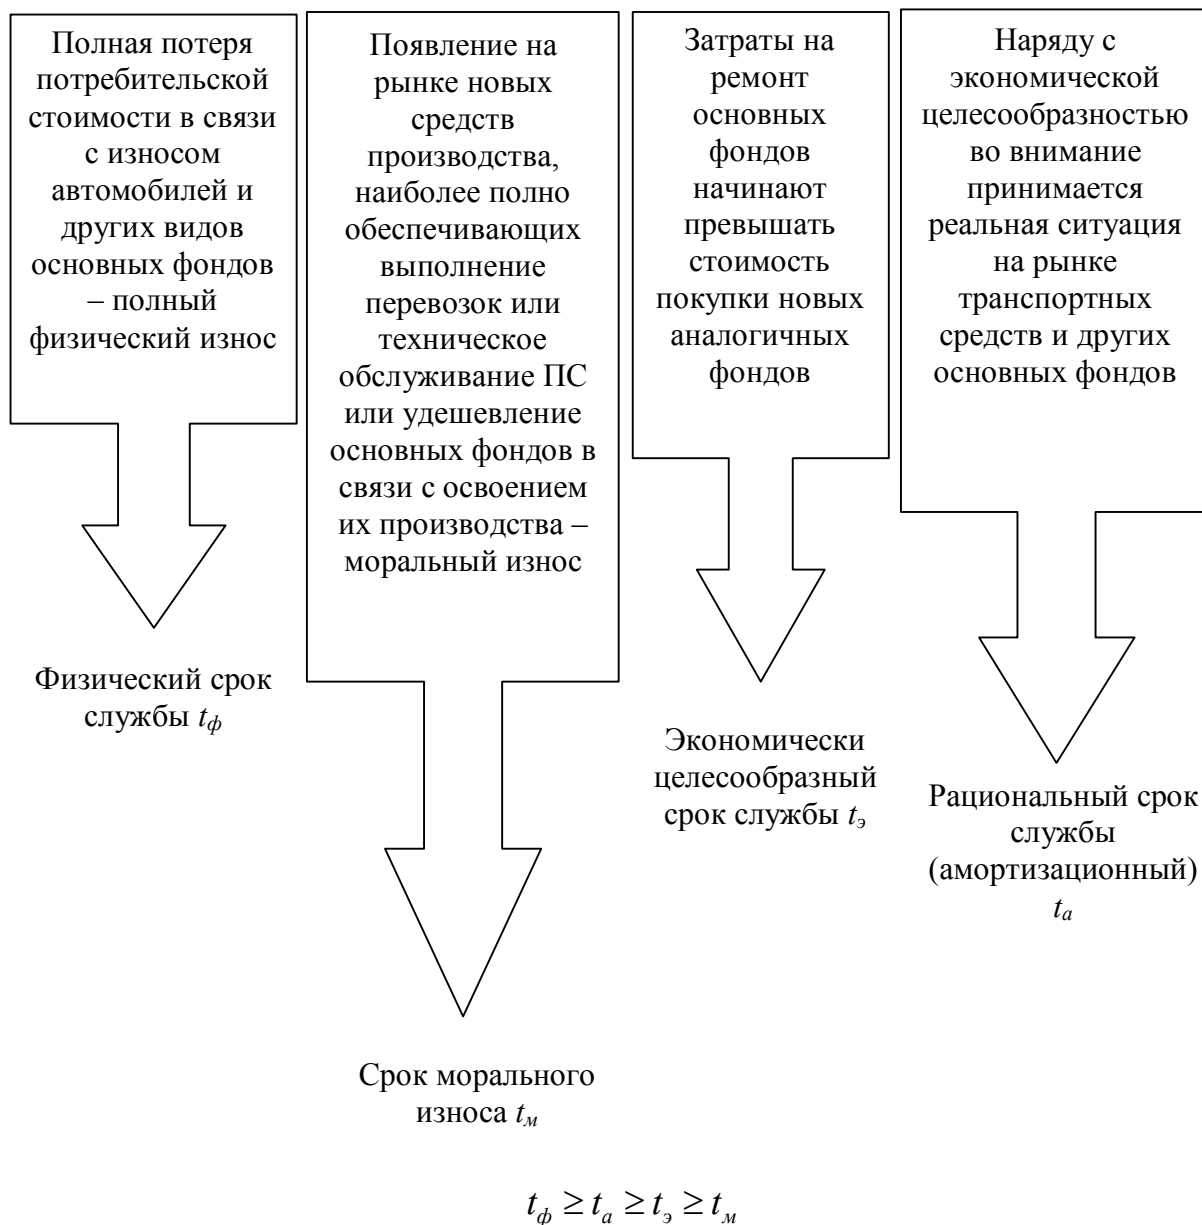 Полная потеря
потребительской
стоимости в связи
с износом
автомобилей и
других видов
основных фондов
– полный
физический износ
Физический срок
службы tф
Появление на
рынке новых
средств
производства,
наиболее полно
обеспечивающих
выполнение
перевозок или
техническое
обслуживание ПС
или удешевление
основных фондов в
связи с освоением
их производства –
моральный износ
Срок морального
износа tм
Затраты на
ремонт
основных
фондов
начинают
превышать
стоимость
покупки новых
аналогичных
фондов
Экономически
целесообразный
срок службы tэ
Наряду с
экономической
целесообразностью
во внимание
принимается
реальная ситуация
на рынке
транспортных
средств и других
основных фондов
Рациональный срок
службы
(амортизационный)
tа
tф ≥ tа ≥ tэ ≥ tм